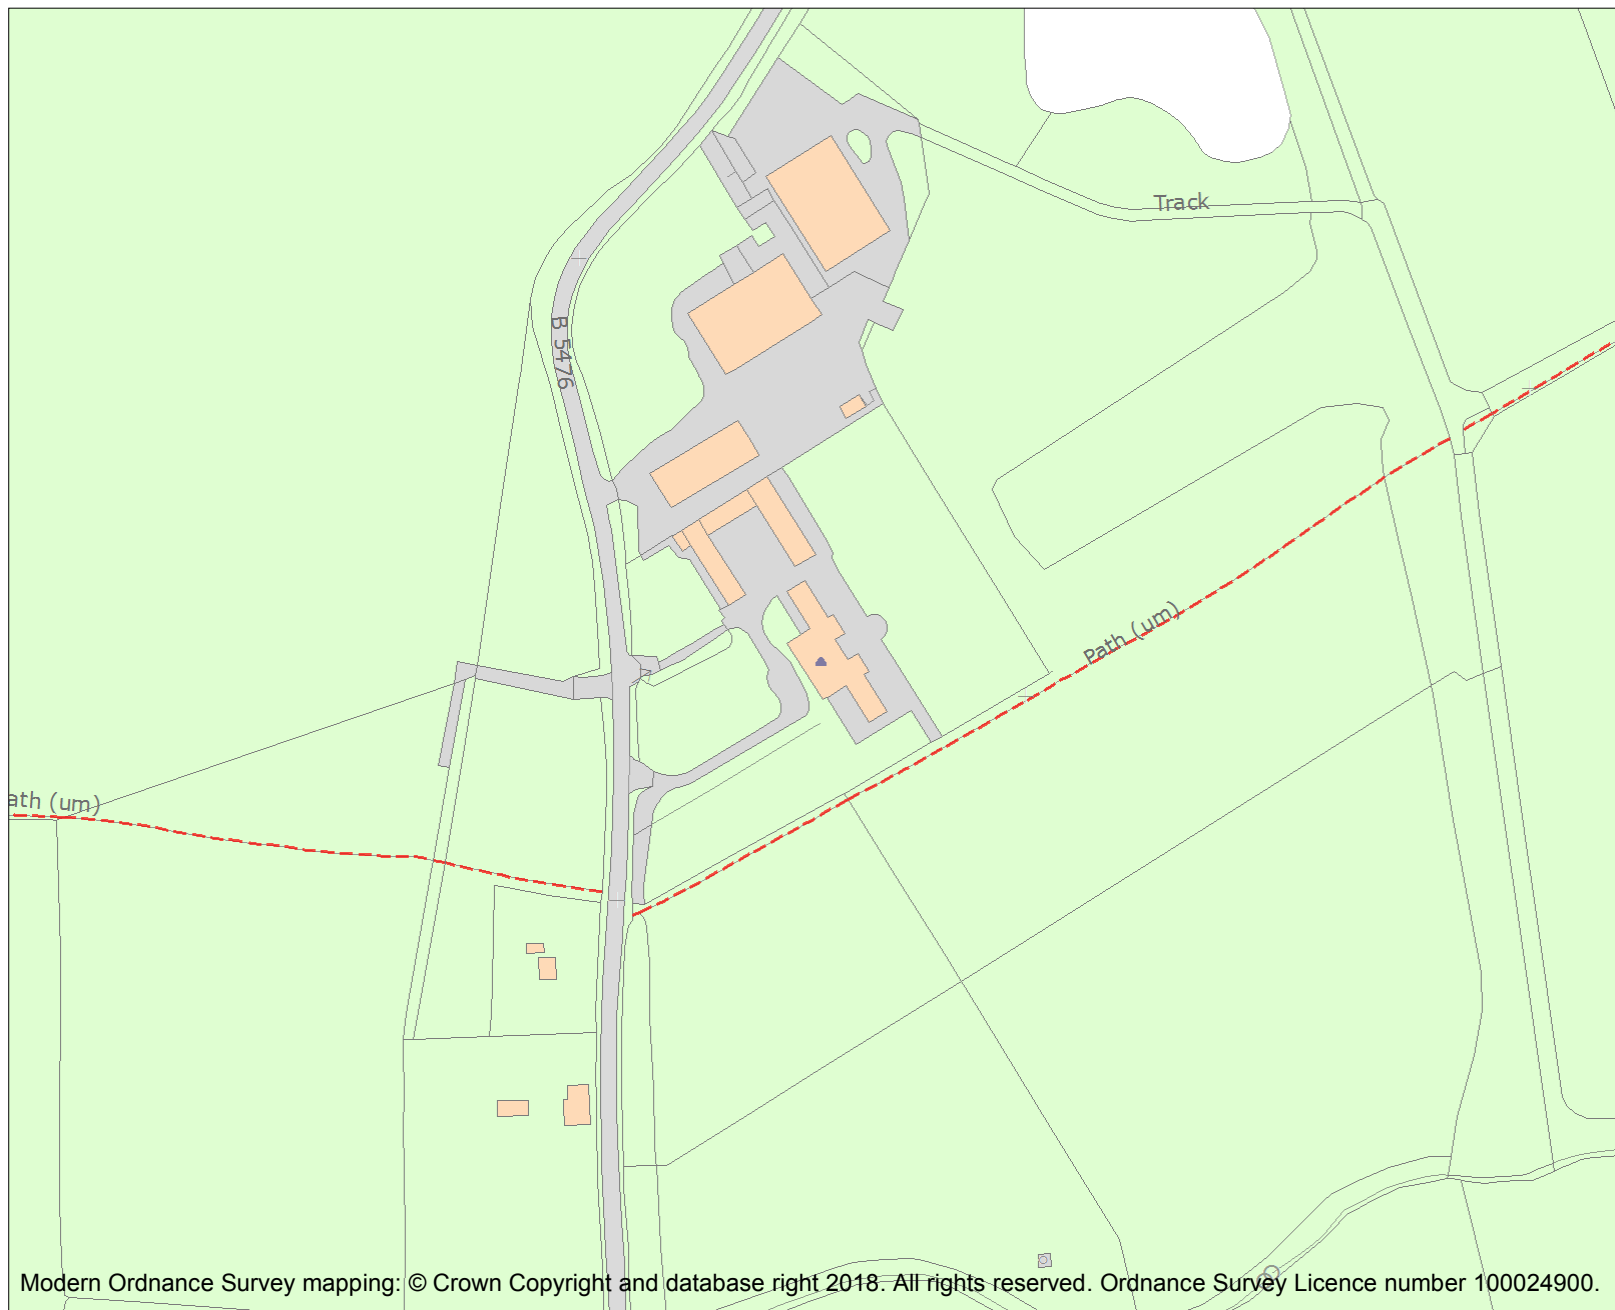 Track
B 5476
Path (um)
ath (um)
Modern Ordnance Survey mapping: © Crown Copyright and database right 2018. All rights reserved. Ordnance Survey Licence number 100024900.